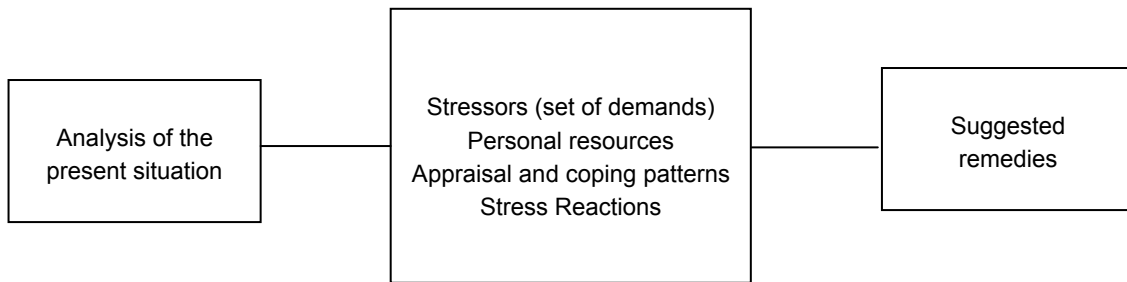 Analysis of the
present situation
Stressors (set of demands)
Personal resources
Appraisal and coping patterns
Stress Reactions
Suggested
remedies